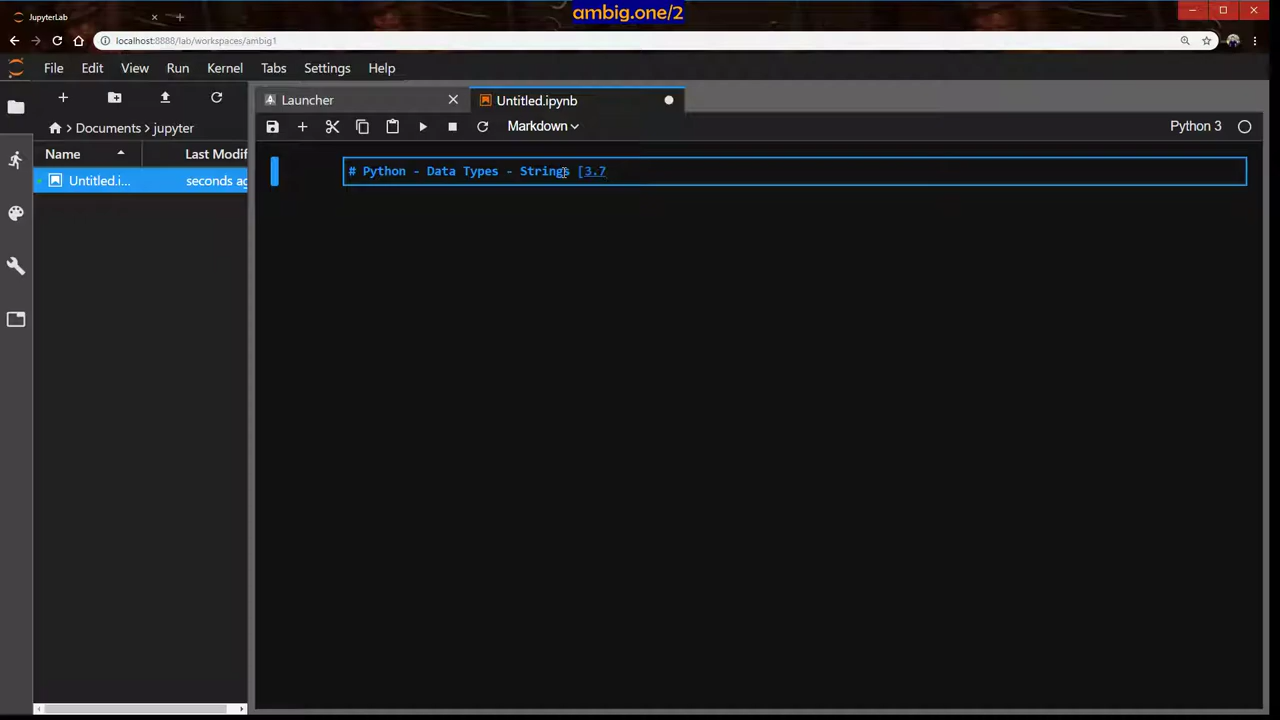 ambig.one/2
JupyterLab
localhost:8888/lab/workspaces/ambig1
File Edit View Run Kernel Tabs Settings Help
Launcher
Untitled.ipynb
Documents > jupyter
Markdown
Python 3
Name Last Modif
Untitled.i... seconds ag
# Python - Data Types - Strings [3.7